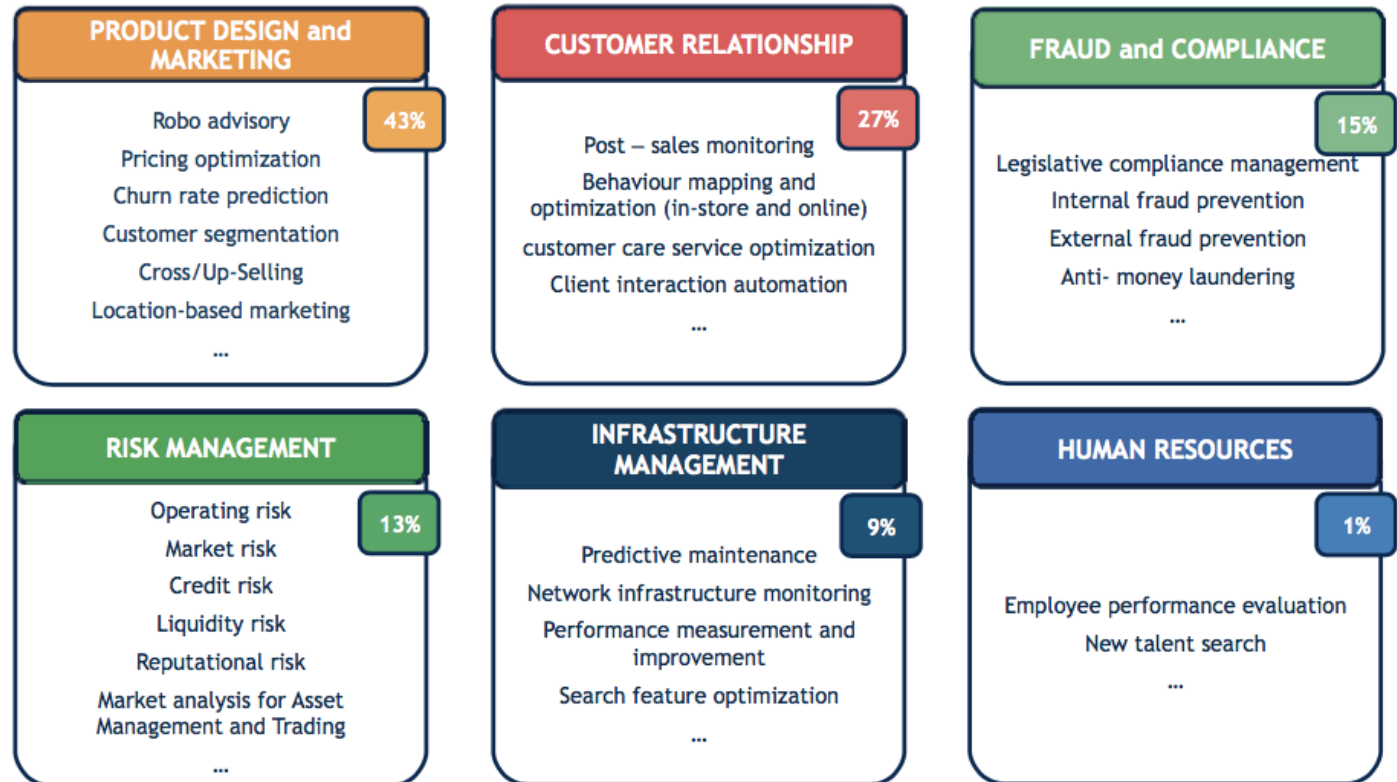 PRODUCT DESIGN and
MARKETING
43%
Robo advisory
Pricing optimization
Churn rate prediction
Customer segmentation
Cross/Up-Selling
Location-based marketing
...
CUSTOMER RELATIONSHIP
27%
Post – sales monitoring
Behaviour mapping and
optimization (in-store and online)
customer care service optimization
Client interaction automation
...
FRAUD and COMPLIANCE
15%
Legislative compliance management
Internal fraud prevention
External fraud prevention
Anti- money laundering
...
RISK MANAGEMENT
13%
Operating risk
Market risk
Credit risk
Liquidity risk
Reputational risk
Market analysis for Asset
Management and Trading
...
INFRASTRUCTURE
MANAGEMENT
9%
Predictive maintenance
Network infrastructure monitoring
Performance measurement and
improvement
Search feature optimization
...
HUMAN RESOURCES
1%
Employee performance evaluation
New talent search
...